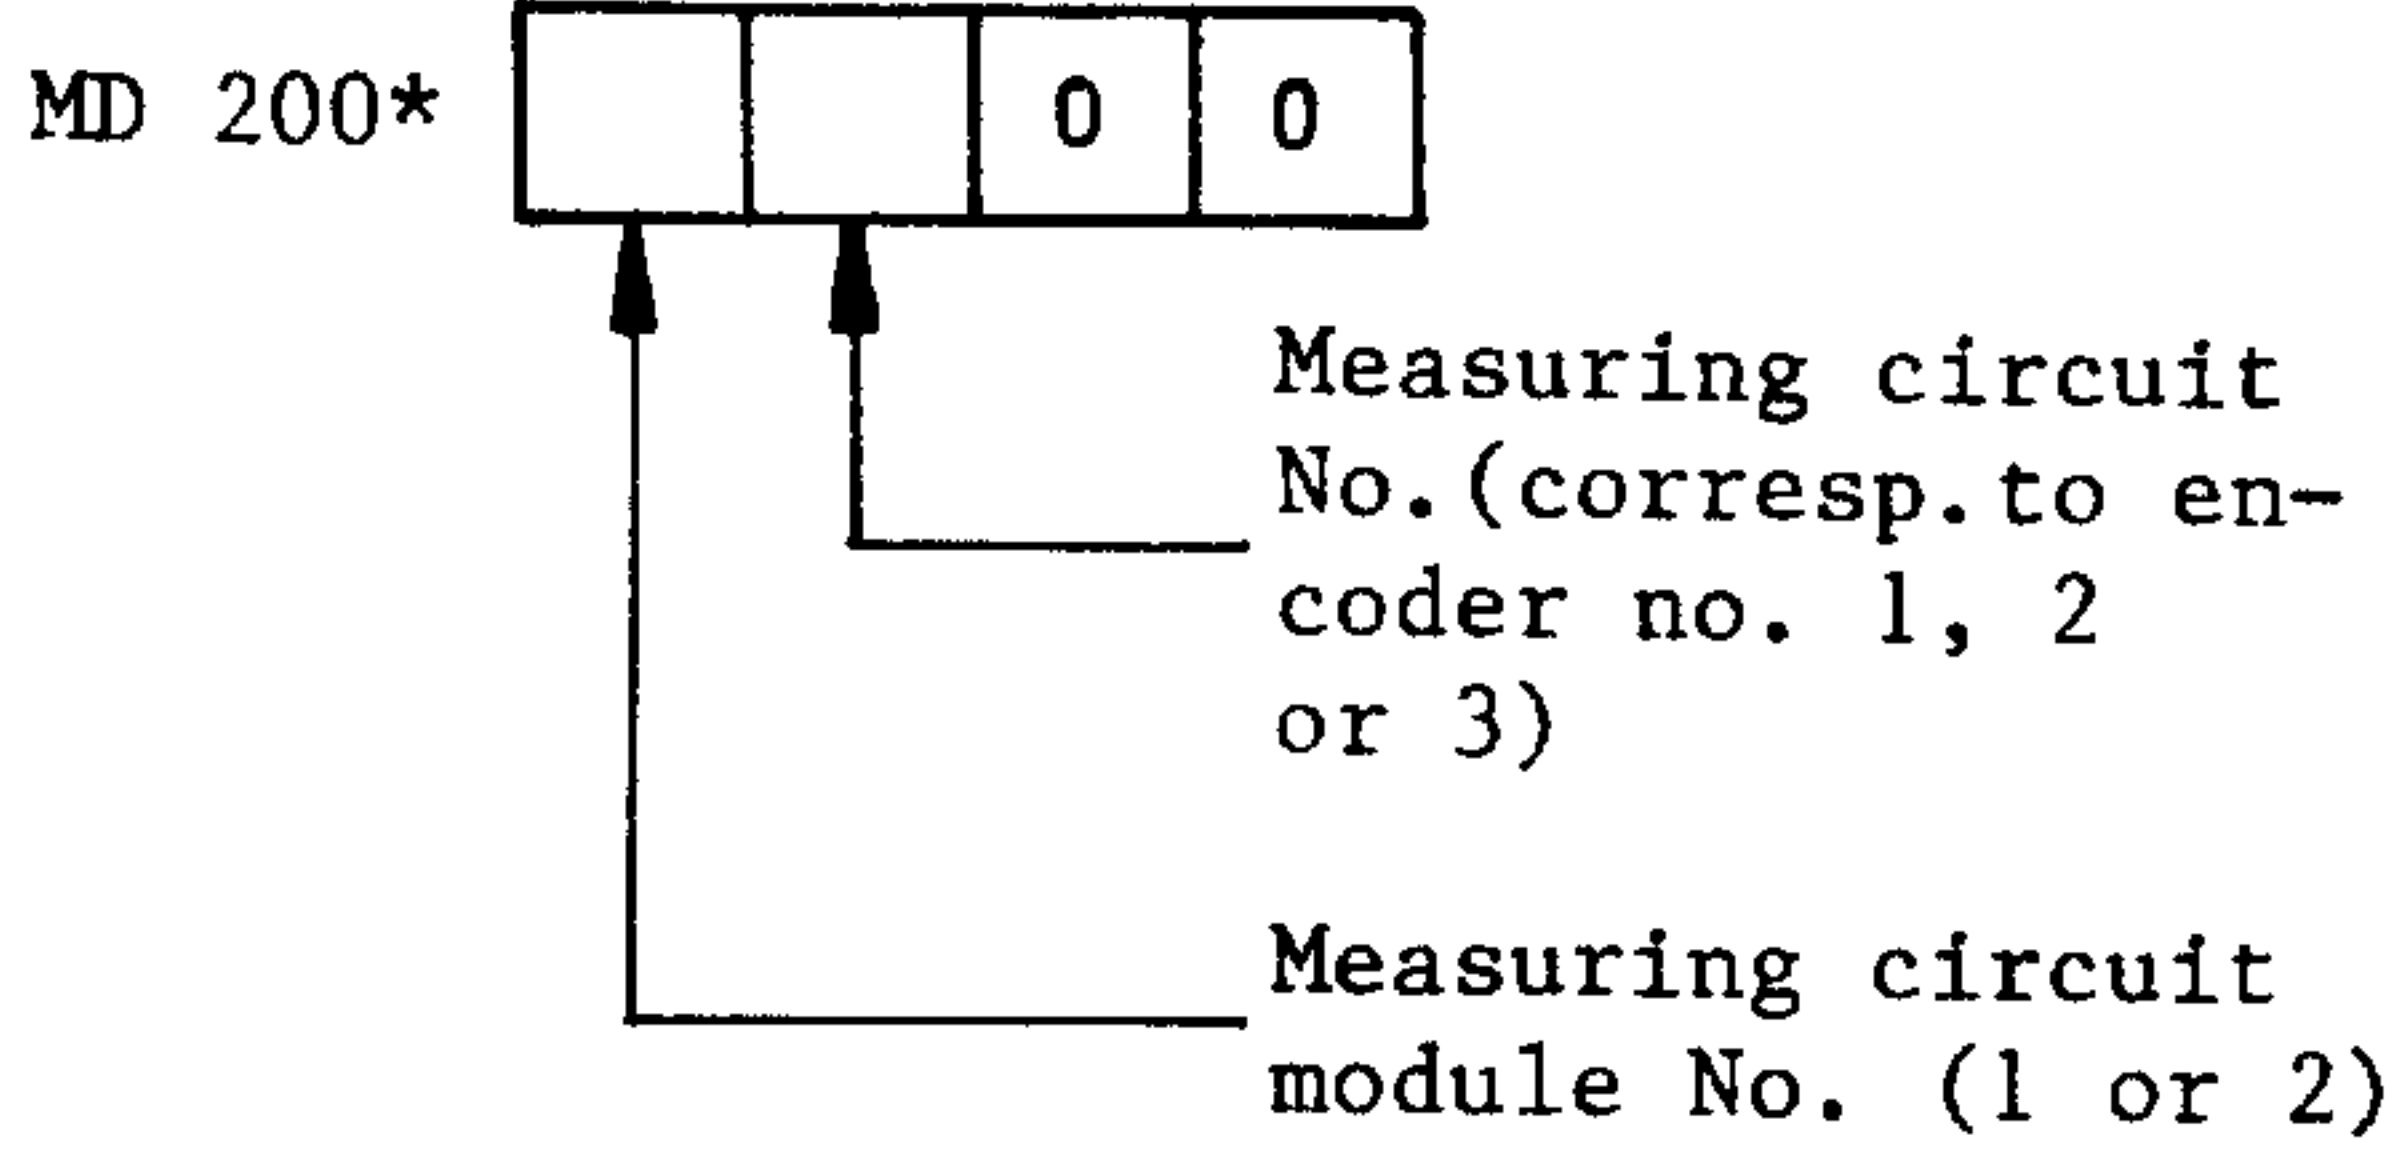 MD 200* 0 0
Measuring circuit
No.(corresp.to en-
coder no. 1, 2
or 3)
Measuring circuit
module No. (1 or 2)